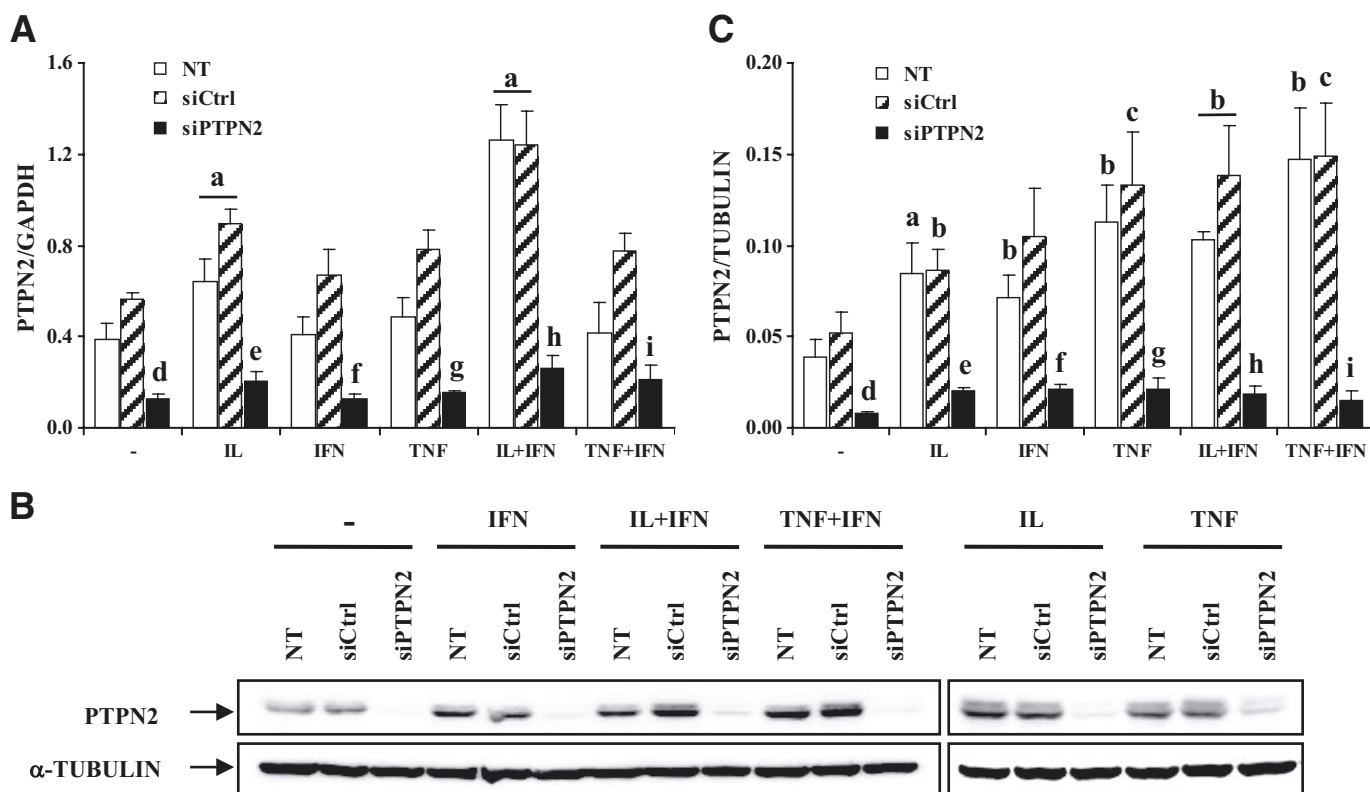 A
1.6
1.2
0.8
0.4
0.0
PTPN2/GAPDH
NT
siCtrl
siPTPN2
a
a
d
e
f
g
h
i
-
IL
IFN
TNF
IL+IFN
TNF+IFN
C
0.20
0.15
0.10
0.05
0.00
PTPN2/TUBULIN
NT
siCtrl
siPTPN2
a b
b
b c
b
b c
d
e
f
g
h
i
-
IL
IFN
TNF
IL+IFN
TNF+IFN
B
- IFN IL+IFN TNF+IFN IL TNF
NT siCtrl siPTPN2 NT siCtrl siPTPN2 NT siCtrl siPTPN2 NT siCtrl siPTPN2 NT siCtrl siPTPN2 NT siCtrl siPTPN2
PTPN2
α-TUBULIN